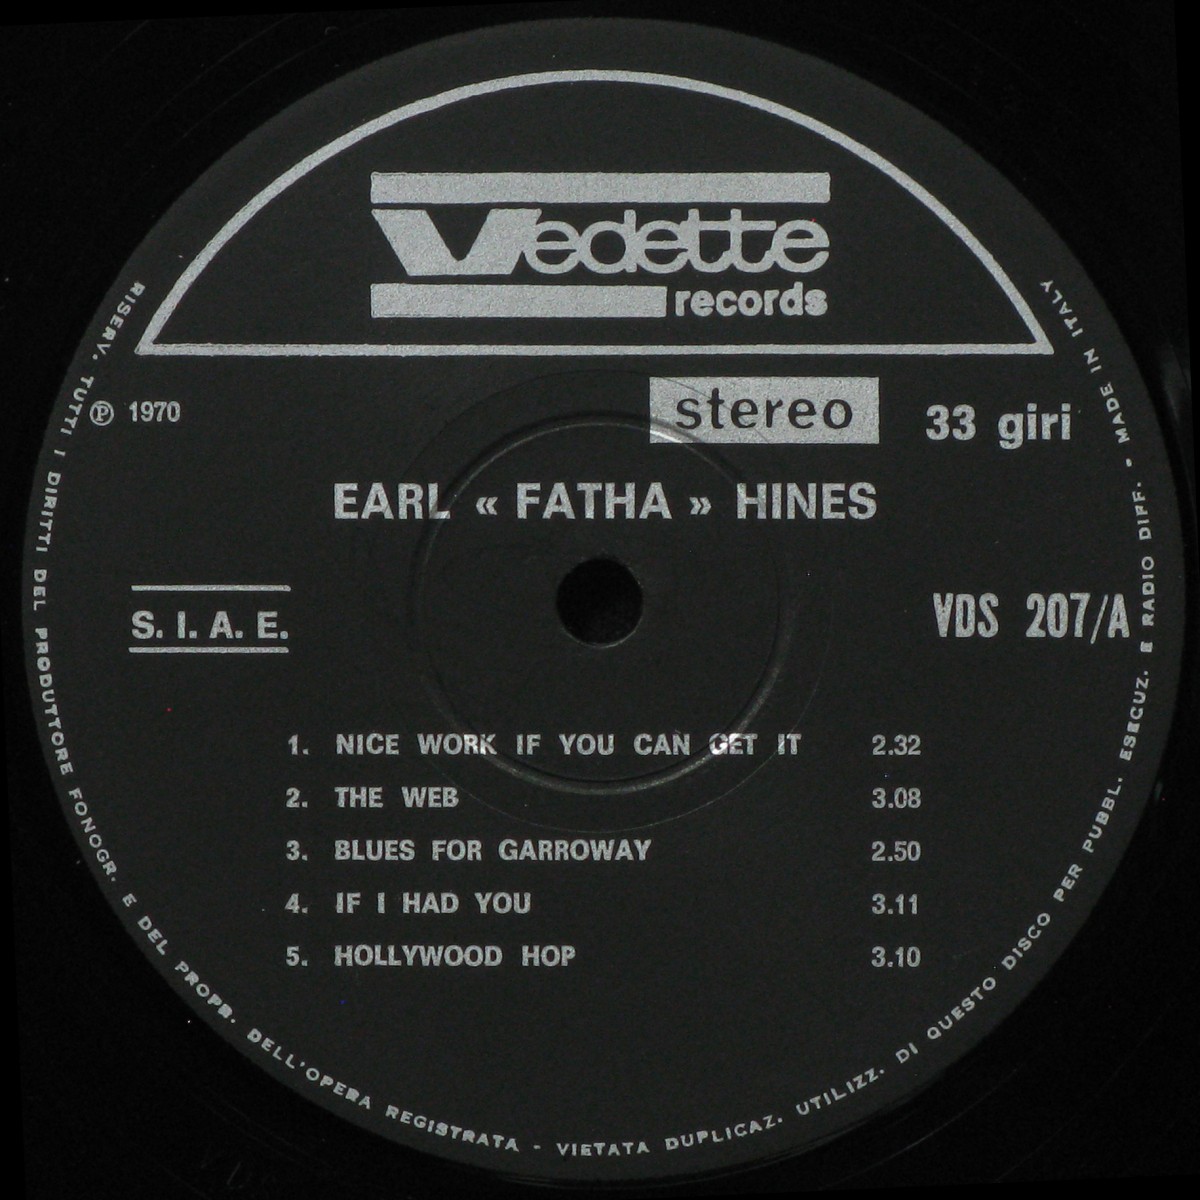 Vedette
records
℗ 1970
stereo
33 giri
EARL « FATHA » HINES
S. I. A. E.
VDS 207/A
1. NICE WORK IF YOU CAN GET IT 2.32
2. THE WEB 3.08
3. BLUES FOR GARROWAY 2.50
4. IF I HAD YOU 3.11
5. HOLLYWOOD HOP 3.10
RISERV. TUTTI I DIRITTI DEL PRODUTTORE FONOGR. E DEL PROPR. DELL'OPERA REGISTRATA - VIETATA DUPLICAZ. UTILIZZ. DI QUESTO DISCO PER PUBBL. ESECUZ. E RADIO DIFF. • MADE IN ITALY